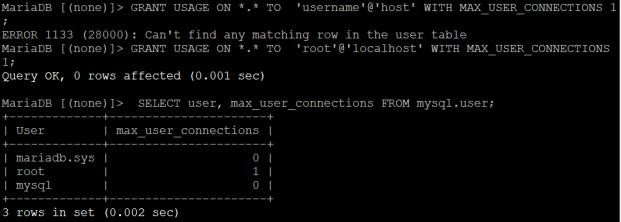 MariaDB [(none)]> GRANT USAGE ON *.* TO  'username'@'host' WITH MAX_USER_CONNECTIONS 1
;
ERROR 1133 (28000): Can't find any matching row in the user table
MariaDB [(none)]> GRANT USAGE ON *.* TO  'root'@'localhost' WITH MAX_USER_CONNECTIONS
1;
Query OK, 0 rows affected (0.001 sec)

MariaDB [(none)]>  SELECT user, max_user_connections FROM mysql.user;
+-------------+----------------------+
| User        | max_user_connections |
+-------------+----------------------+
| mariadb.sys |                    0 |
| root        |                    1 |
| mysql       |                    0 |
+-------------+----------------------+
3 rows in set (0.002 sec)